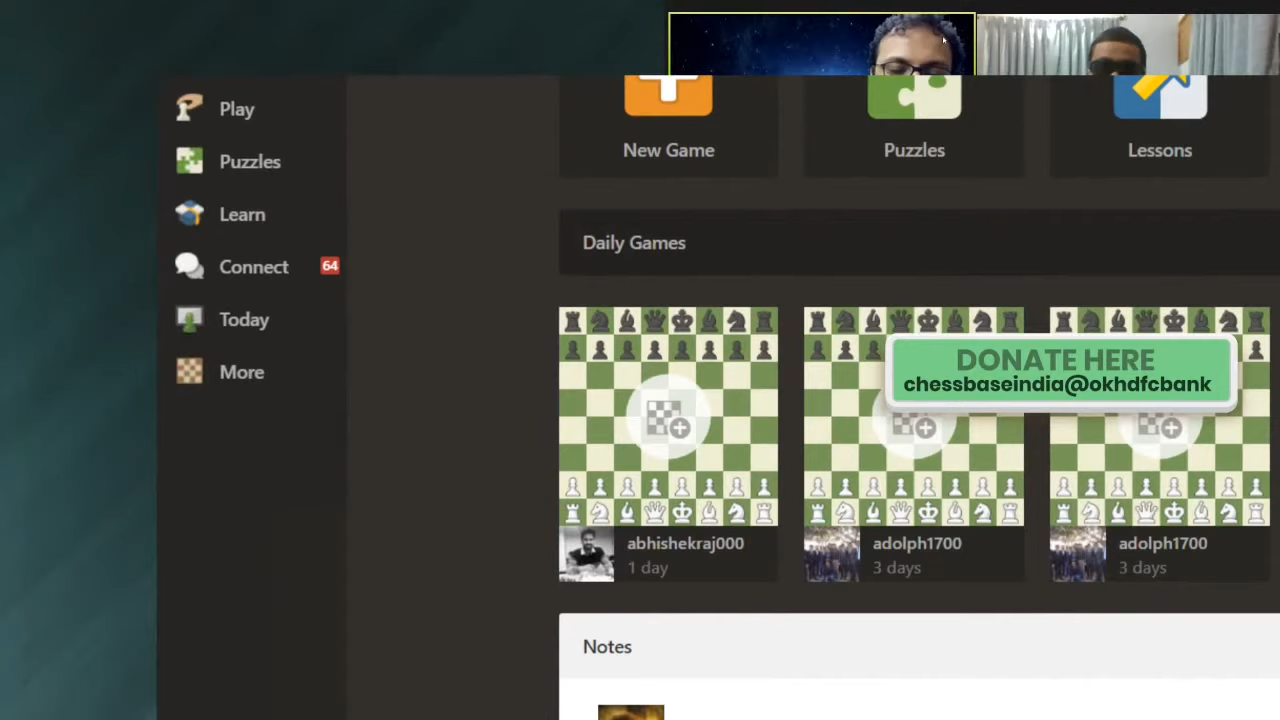 Play
Puzzles
Learn
Connect 64
Today
More
New Game
Puzzles
Lessons
Daily Games
DONATE HERE
chessbaseindia@okhdfcbank
abhishekraj000
1 day
adolph1700
3 days
adolph1700
3 days
Notes